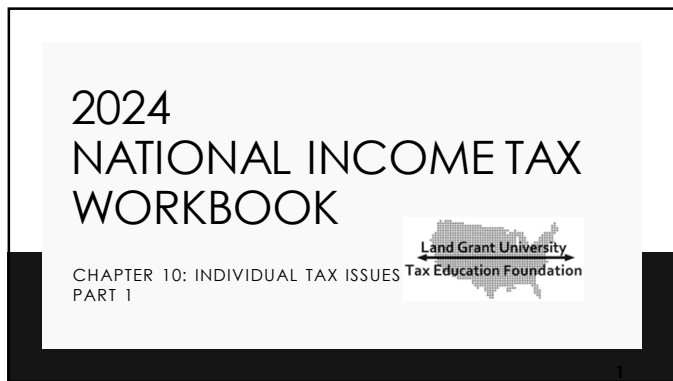 2024
NATIONAL INCOME TAX
WORKBOOK
Land Grant University
Tax Education Foundation
CHAPTER 10: INDIVIDUAL TAX ISSUES
PART 1
1